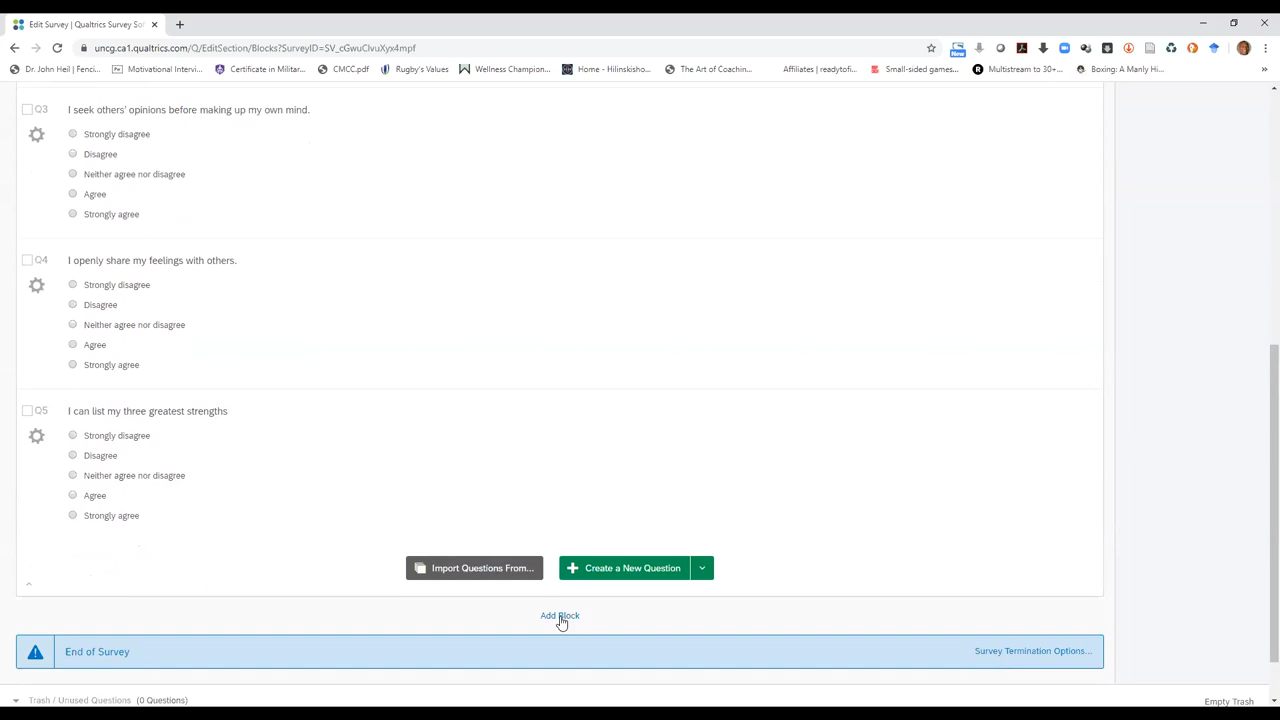 Edit Survey | Qualtrics Survey Sof
uncg.ca1.qualtrics.com/Q/EditSection/Blocks?SurveyID=SV_cGwuClvuXyx4mpf
New
Dr. John Heil | Fenci...
Motivational Intervi...
Certificate in Militar...
CMCC.pdf
Rugby's Values
Wellness Champion...
Home - Hilinskisho...
The Art of Coachin...
Affiliates | readytofi...
Small-sided games...
Multistream to 30+...
Boxing: A Manly Hi...
»
Q3 I seek others' opinions before making up my own mind.
Strongly disagree
Disagree
Neither agree nor disagree
Agree
Strongly agree
Q4 I openly share my feelings with others.
Strongly disagree
Disagree
Neither agree nor disagree
Agree
Strongly agree
Q5 I can list my three greatest strengths
Strongly disagree
Disagree
Neither agree nor disagree
Agree
Strongly agree
Import Questions From...
Create a New Question
Add Block
End of Survey
Survey Termination Options...
Trash / Unused Questions (0 Questions)
Empty Trash